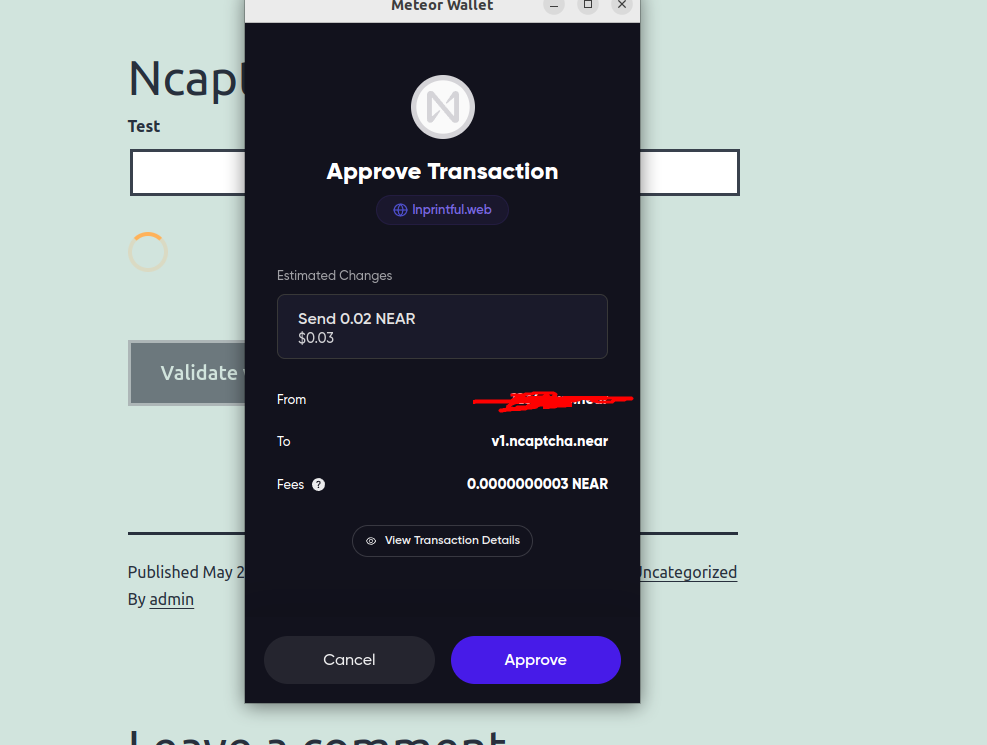 Meteor Wallet
Ncapt
Test
Approve Transaction
Inprintful.web
Estimated Changes
Send 0.02 NEAR
$0.03
Validate
From
To v1.ncaptcha.near
Fees ? 0.0000000003 NEAR
View Transaction Details
Published May 2
Uncategorized
By admin
Cancel Approve
Leave a comment